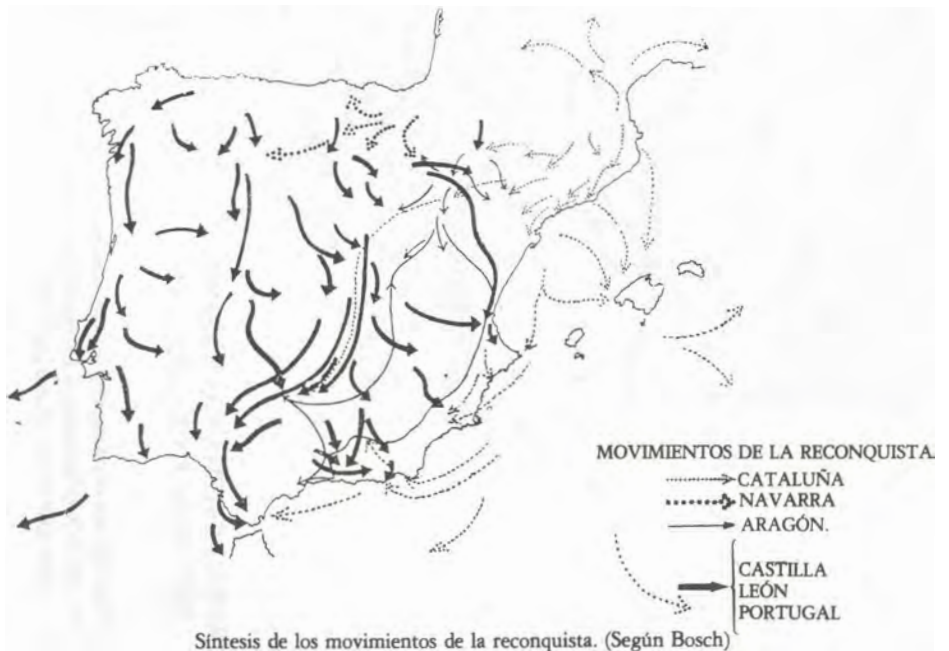 MOVIMIENTOS DE LA RECONQUISTA.
CATALUÑA
NAVARRA
ARAGÓN.
CASTILLA
LEÓN
PORTUGAL
Síntesis de los movimientos de la reconquista. (Según Bosch)